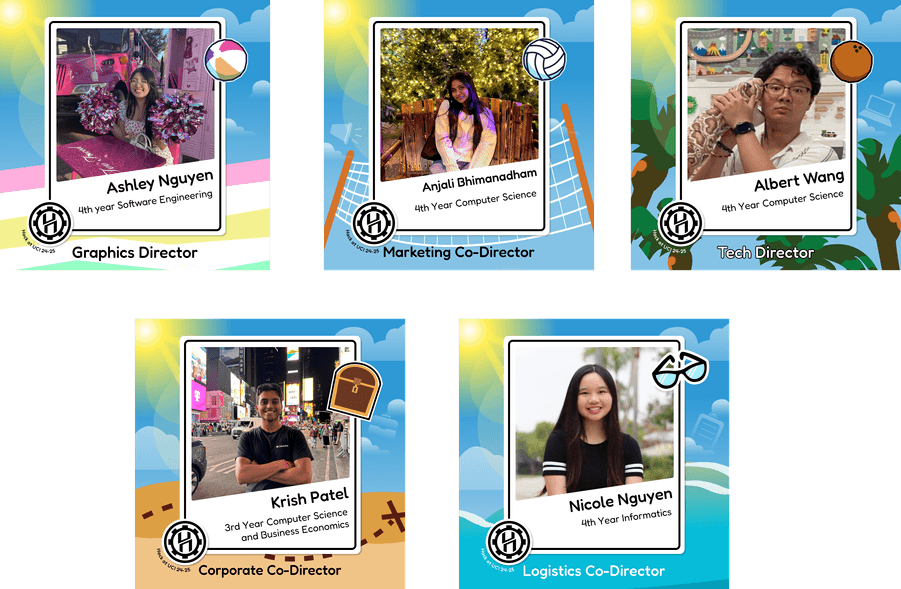 Ashley Nguyen
4th year Software Engineering
Hack at UCI 24-25
Graphics Director
Anjali Bhimanadham
4th Year Computer Science
Hack at UCI 24-25
Marketing Co-Director
Albert Wang
4th Year Computer Science
Hack at UCI 24-25
Tech Director
Krish Patel
3rd Year Computer Science
and Business Economics
Hack at UCI 24-25
Corporate Co-Director
Nicole Nguyen
4th Year Informatics
Hack at UCI 24-25
Logistics Co-Director